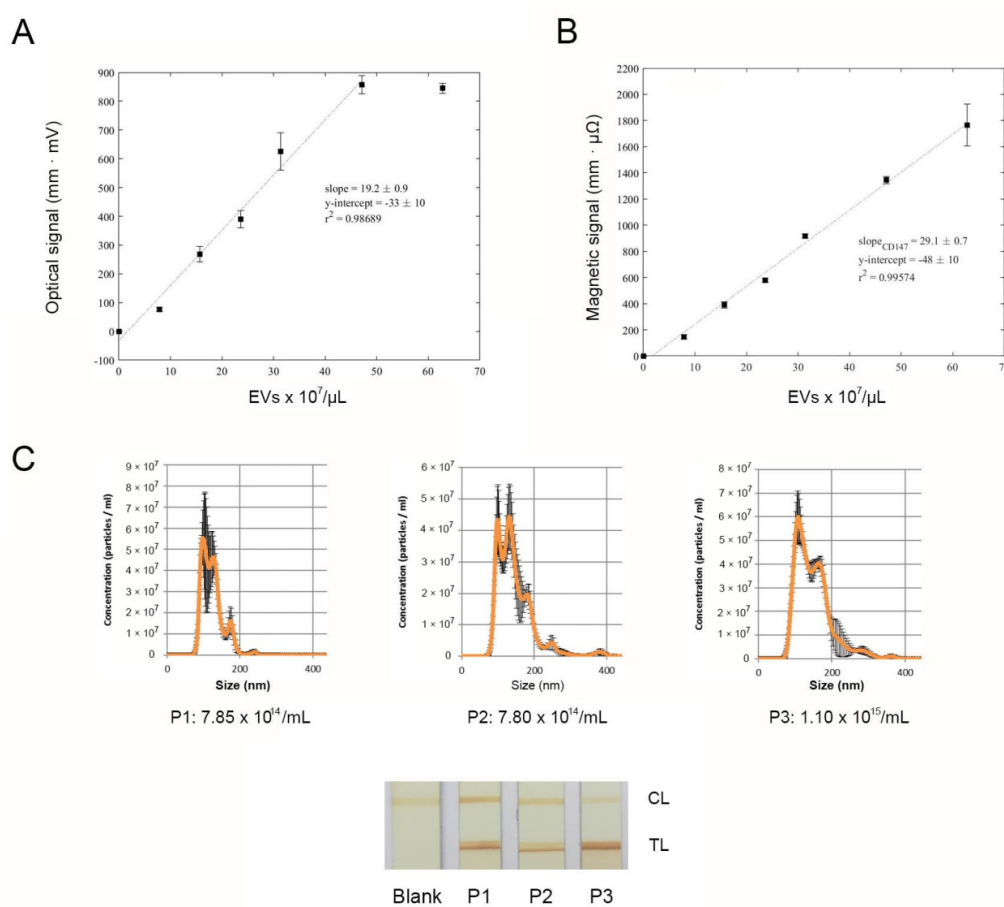 A
Optical signal (mm · mV)
900
800
700
600
500
400
300
200
100
0
-100
slope = 19.2 ± 0.9
y-intercept = -33 ± 10
r² = 0.98689
0 10 20 30 40 50 60 70
EVs x 10⁷/µL
B
Magnetic signal (mm · µΩ)
2200
2000
1800
1600
1400
1200
1000
800
600
400
200
0
slope CD147 = 29.1 ± 0.7
y-intercept = -48 ± 10
r² = 0.99574
0 10 20 30 40 50 60 70
EVs x 10⁷/µL
C
Concentration (particles / ml)
9 × 10⁷
8 × 10⁷
7 × 10⁷
6 × 10⁷
5 × 10⁷
4 × 10⁷
3 × 10⁷
2 × 10⁷
1 × 10⁷
0
0 200 400
Size (nm)
P1: 7.85 x 10¹⁴/mL
Concentration (particles / ml)
6 × 10⁷
5 × 10⁷
4 × 10⁷
3 × 10⁷
2 × 10⁷
1 × 10⁷
0
0 200 400
Size (nm)
P2: 7.80 x 10¹⁴/mL
Concentration (particles / ml)
8 × 10⁷
7 × 10⁷
6 × 10⁷
5 × 10⁷
4 × 10⁷
3 × 10⁷
2 × 10⁷
1 × 10⁷
0
0 200 400
Size (nm)
P3: 1.10 x 10¹⁵/mL
CL
TL
Blank P1 P2 P3